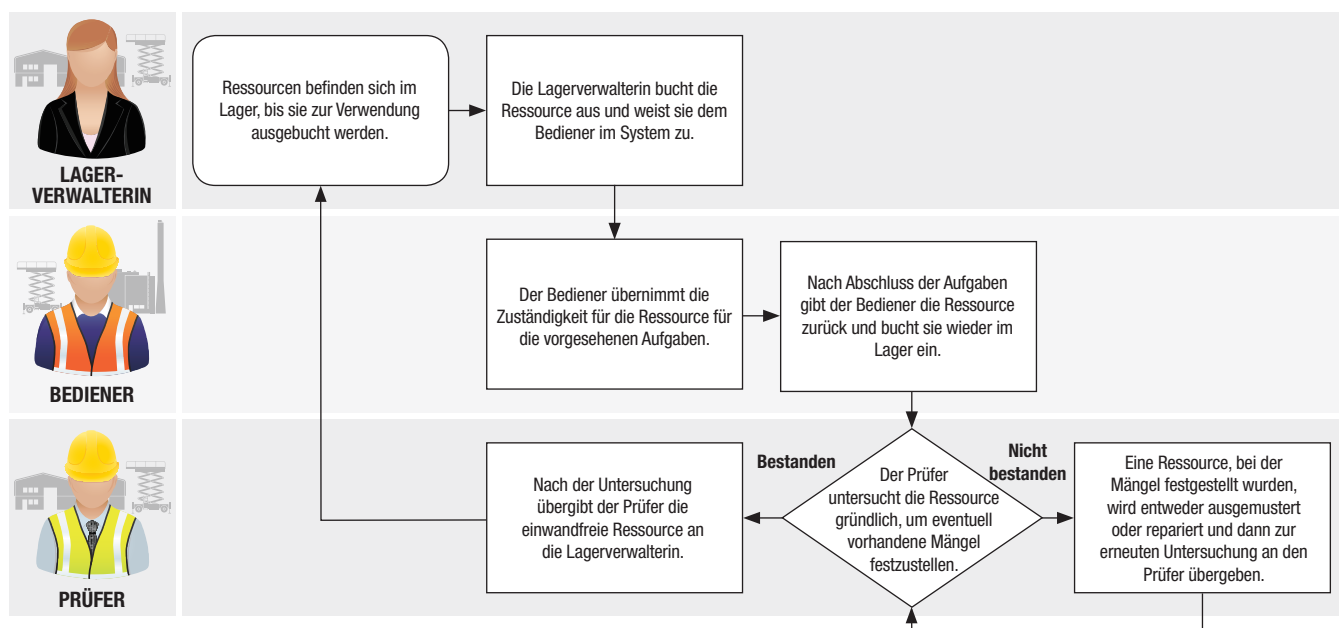 LAGER-
VERWALTERIN
Ressourcen befinden sich im
Lager, bis sie zur Verwendung
ausgebucht werden.
Die Lagerverwalterin bucht die
Ressource aus und weist sie dem
Bediener im System zu.
BEDIENER
Der Bediener übernimmt die
Zuständigkeit für die Ressource für
die vorgesehenen Aufgaben.
Nach Abschluss der Aufgaben
gibt der Bediener die Ressource
zurück und bucht sie wieder im
Lager ein.
PRÜFER
Nach der Untersuchung
übergibt der Prüfer die
einwandfreie Ressource an
die Lagerverwalterin.
Bestanden
Der Prüfer
untersucht die Ressource
gründlich, um eventuell
vorhandene Mängel
festzustellen.
Nicht
bestanden
Eine Ressource, bei der
Mängel festgestellt wurden,
wird entweder ausgemustert
oder repariert und dann zur
erneuten Untersuchung an den
Prüfer übergeben.